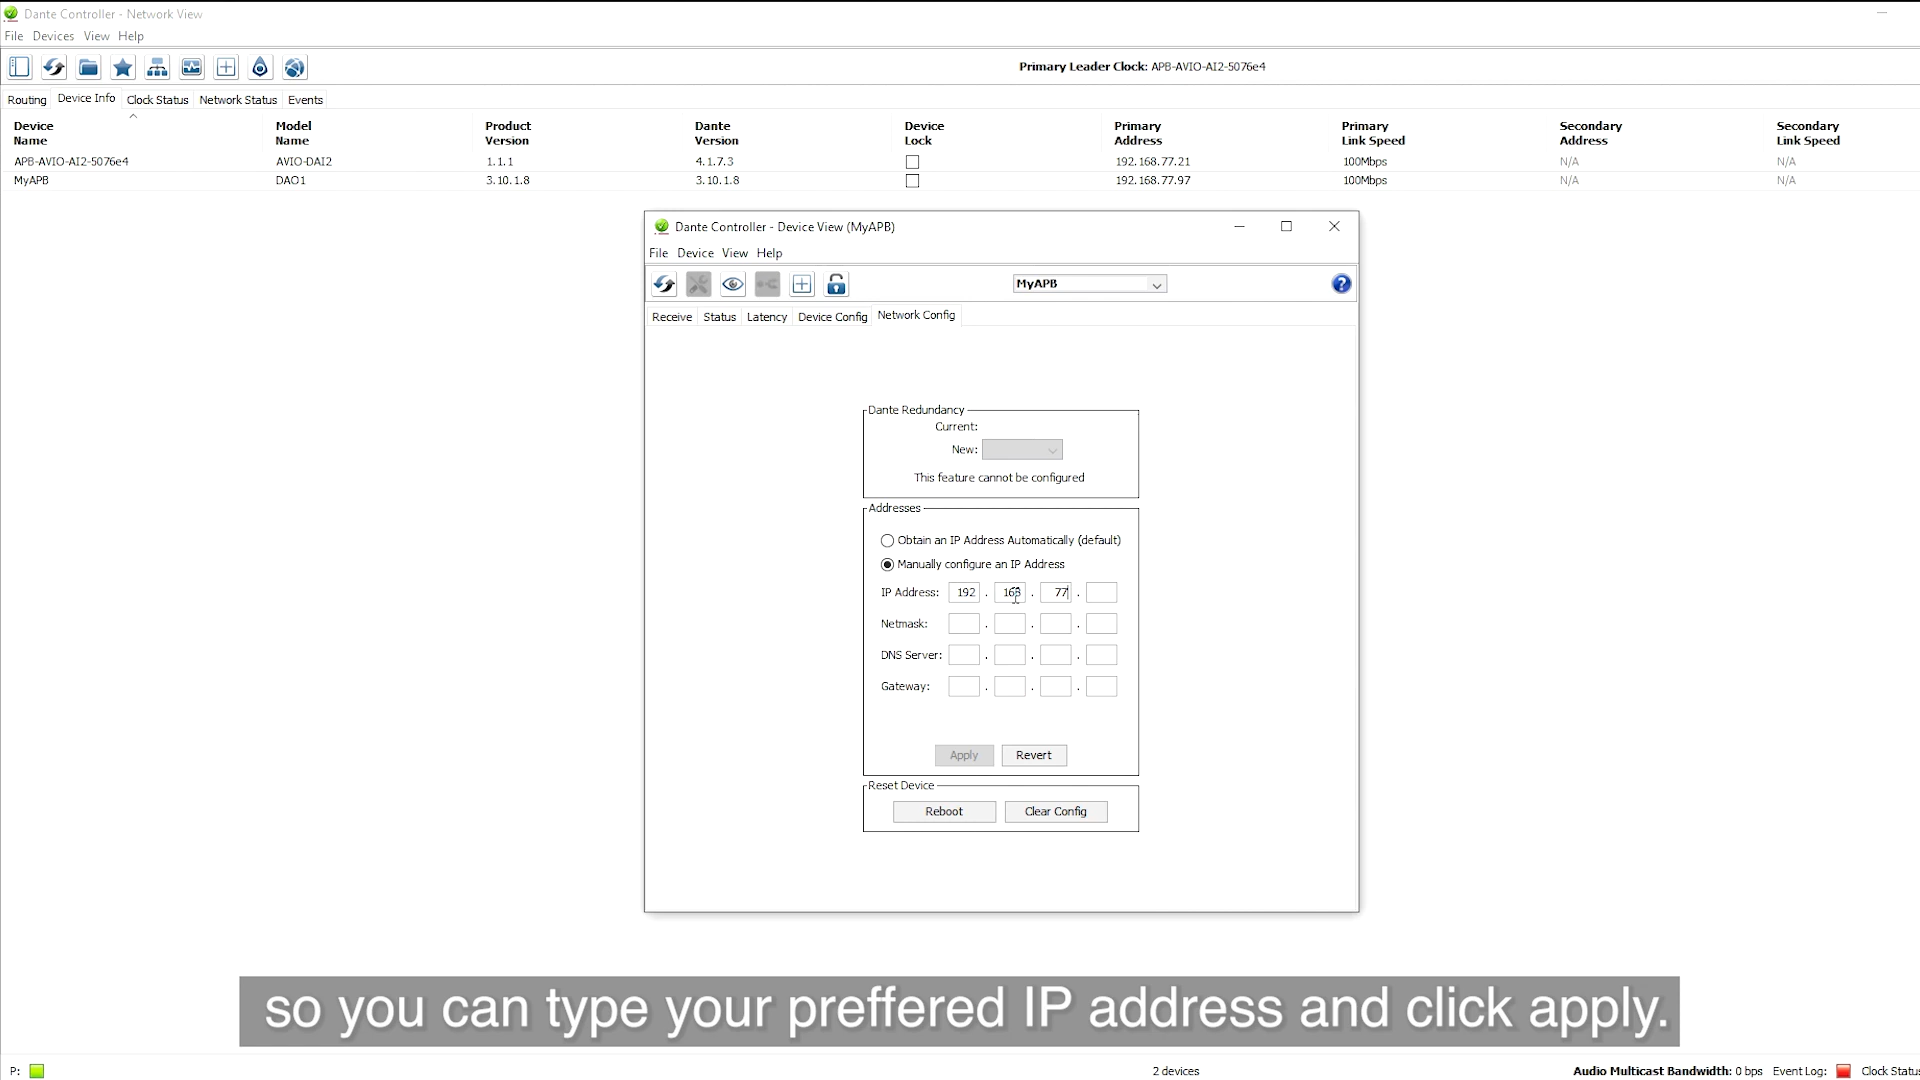 Dante Controller - Network View
File Devices View Help
Primary Leader Clock: APB-AVIO-AI2-5076e4
Routing Device Info Clock Status Network Status Events
Device Name Model Name Product Version Dante Version Device Lock Primary Address Primary Link Speed Secondary Address Secondary Link Speed
APB-AVIO-AI2-5076e4 AVIO-DAI2 1.1.1 4.1.7.3 192.168.77.21 100Mbps N/A N/A
MyAPB DAO1 3.10.1.8 3.10.1.8 192.168.77.97 100Mbps N/A N/A
Dante Controller - Device View (MyAPB)
File Device View Help
MyAPB
Receive Status Latency Device Config Network Config
Dante Redundancy
Current:
New:
This feature cannot be configured
Addresses
Obtain an IP Address Automatically (default)
Manually configure an IP Address
IP Address: 192 . 168 . 77 .
Netmask: . . .
DNS Server: . . .
Gateway: . . .
Apply Revert
Reset Device
Reboot Clear Config
so you can type your preffered IP address and click apply.
P: 2 devices Audio Multicast Bandwidth: 0 bps Event Log: Clock Statu